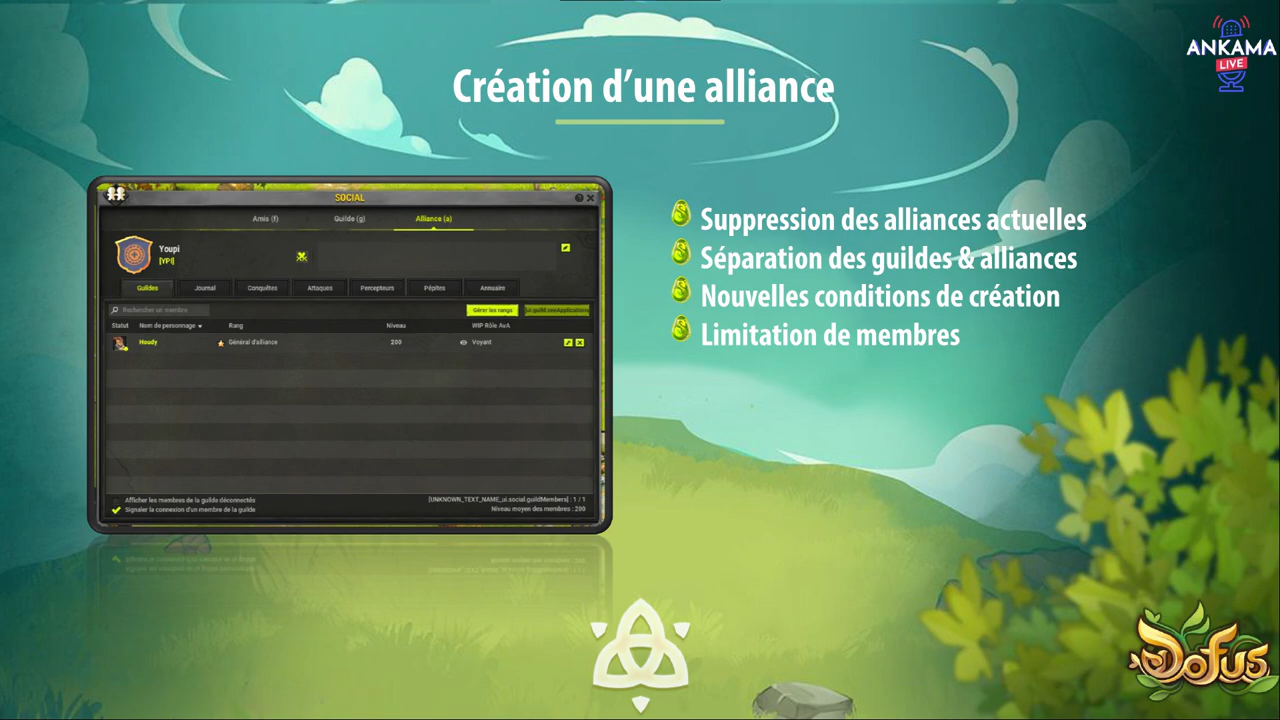 ANKAMA
LIVE
Création d’une alliance
SOCIAL
Amis (f) Guilde (g) Alliance (a)
Youpi
[YPI]
Guildes Journal Conquêtes Attaques Percepteurs Pépites Annuaire
Rechercher un membre Gérer les rangs
Statut Nom de personnage Rang Niveau WIP Rôle AvA
Houdy Général d'alliance 200 Voyant
Afficher les membres de la guilde déconnectés [UNKNOWN_TEXT_NAME_ui.social.guildMembers] : 1 / 1
Signaler la connexion d'un membre de la guilde Niveau moyen des membres : 200
Suppression des alliances actuelles
Séparation des guildes & alliances
Nouvelles conditions de création
Limitation de membres
Dofus